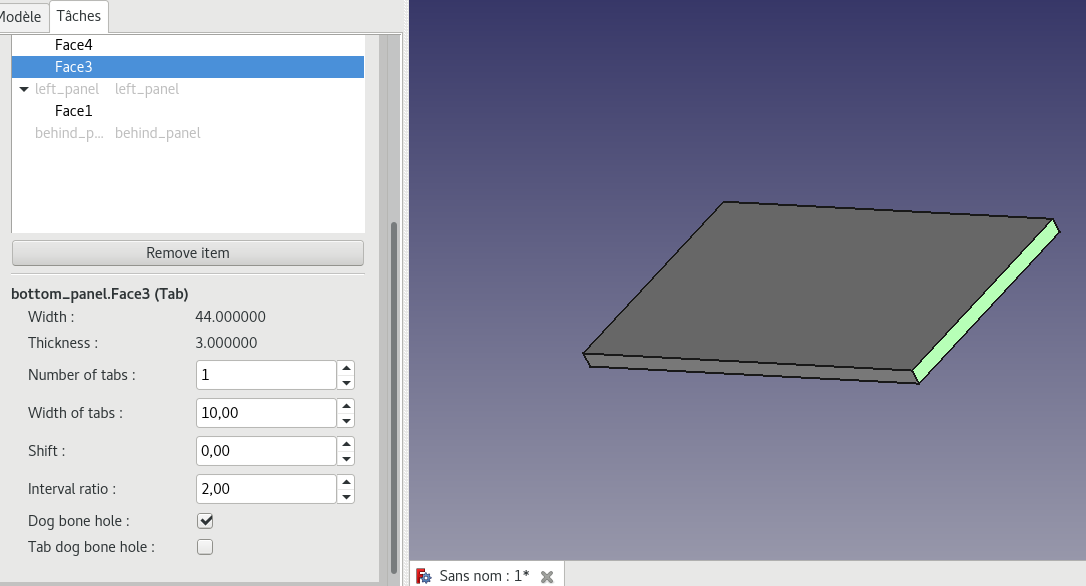 Modèle Tâches
Face4
Face3
left_panel left_panel
Face1
behind_p... behind_panel
Remove item
bottom_panel.Face3 (Tab)
Width : 44.000000
Thickness : 3.000000
Number of tabs : 1
Width of tabs : 10,00
Shift : 0,00
Interval ratio : 2,00
Dog bone hole :
Tab dog bone hole :
Sans nom : 1*